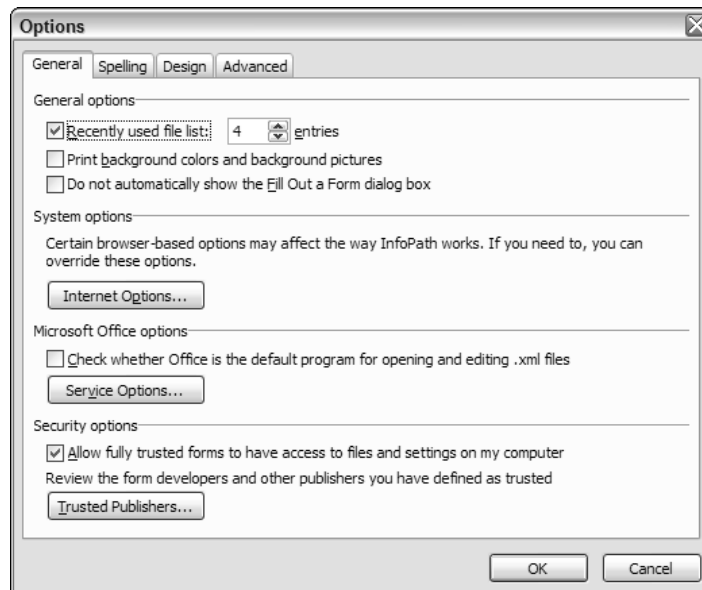 Options
General Spelling Design Advanced
General options
Recently used file list: 4 entries
Print background colors and background pictures
Do not automatically show the Fill Out a Form dialog box
System options
Certain browser-based options may affect the way InfoPath works. If you need to, you can
override these options.
Internet Options...
Microsoft Office options
Check whether Office is the default program for opening and editing .xml files
Service Options...
Security options
Allow fully trusted forms to have access to files and settings on my computer
Review the form developers and other publishers you have defined as trusted
Trusted Publishers...
OK Cancel